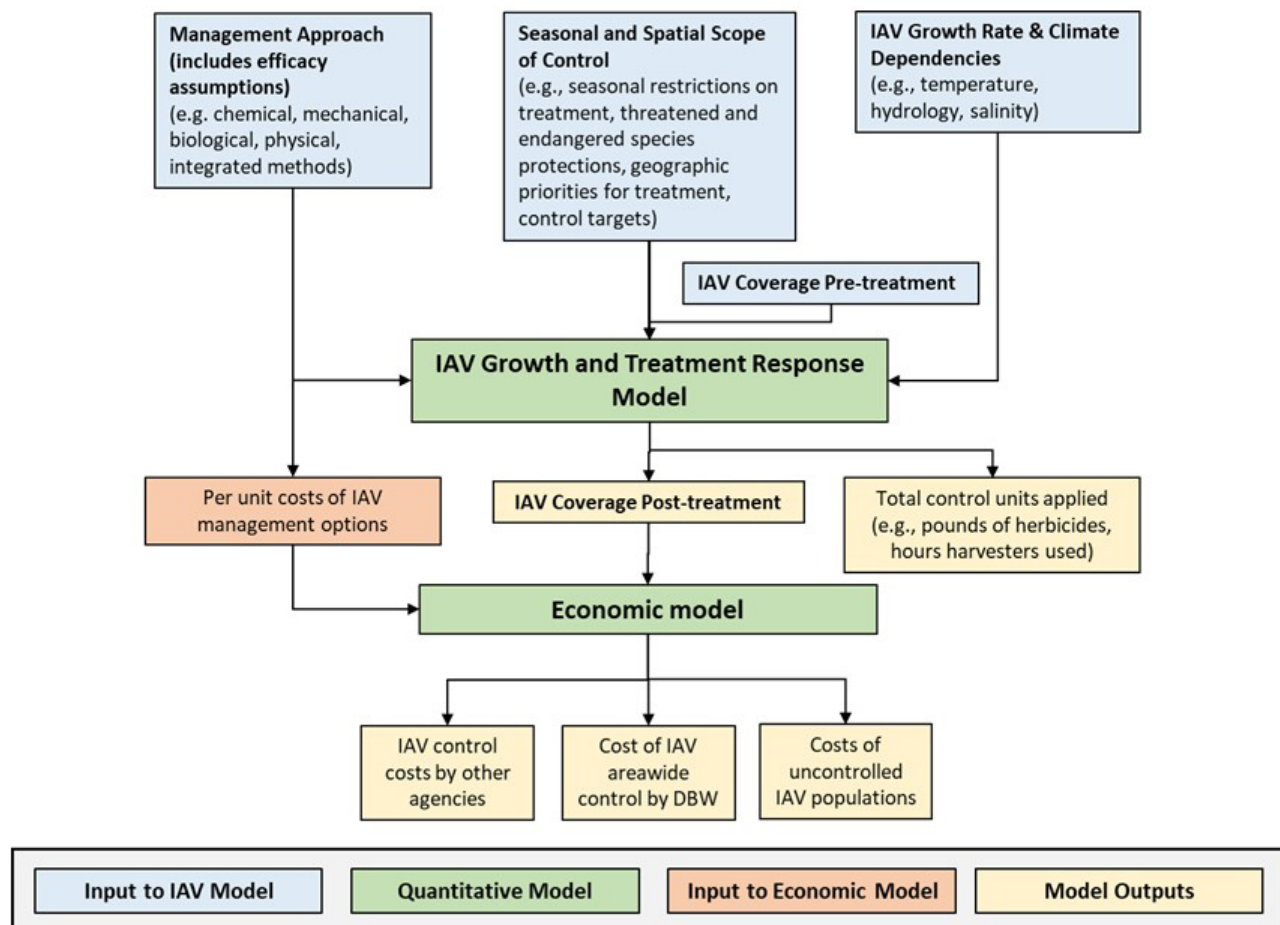 Management Approach
(includes efficacy
assumptions)
(e.g. chemical, mechanical,
biological, physical,
integrated methods)
Seasonal and Spatial Scope
of Control
(e.g., seasonal restrictions on
treatment, threatened and
endangered species
protections, geographic
priorities for treatment,
control targets)
IAV Growth Rate & Climate
Dependencies
(e.g., temperature,
hydrology, salinity)
IAV Coverage Pre-treatment
IAV Growth and Treatment Response
Model
Per unit costs of IAV
management options
IAV Coverage Post-treatment
Total control units applied
(e.g., pounds of herbicides,
hours harvesters used)
Economic model
IAV control
costs by other
agencies
Cost of IAV
areawide
control by DBW
Costs of
uncontrolled
IAV populations
Input to IAV Model
Quantitative Model
Input to Economic Model
Model Outputs